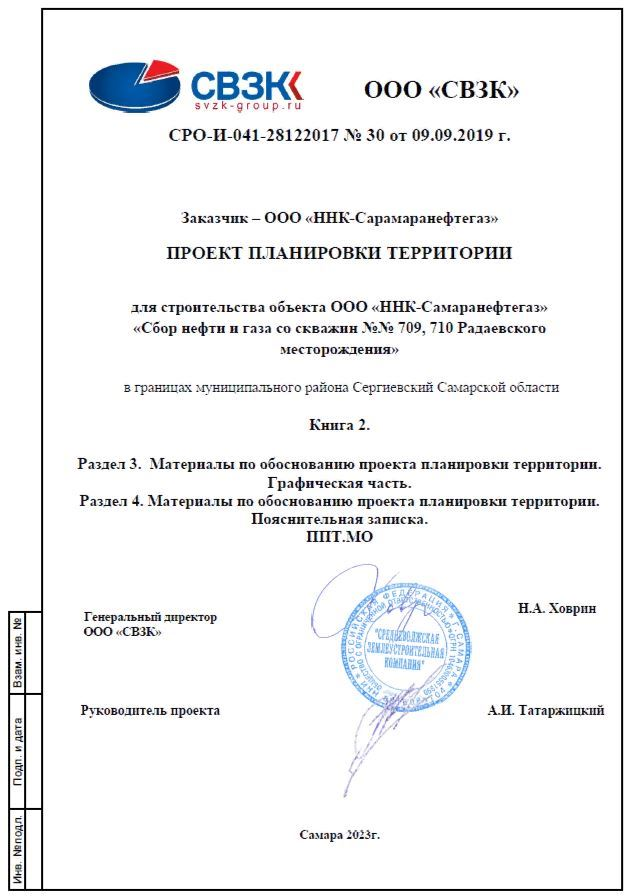 СВЗК
svzk-group.ru
ООО «СВЗК»
СРО-И-041-28122017 № 30 от 09.09.2019 г.
Заказчик – ООО «ННК-Сарамаранефтегаз»
ПРОЕКТ ПЛАНИРОВКИ ТЕРРИТОРИИ
для строительства объекта ООО «ННК-Самаранефтегаз»
«Сбор нефти и газа со скважин №№ 709, 710 Радаевского
месторождения»
в границах муниципального района Сергиевский Самарской области
Книга 2.
Раздел 3. Материалы по обоснованию проекта планировки территории.
Графическая часть.
Раздел 4. Материалы по обоснованию проекта планировки территории.
Пояснительная записка.
ППТ.МО
Генеральный директор
ООО «СВЗК»
Н.А. Ховрин
РОССИЙСКАЯ ФЕДЕРАЦИЯ * Г. САМАРА
"СРЕДНЕВОЛЖСКАЯ
ЗЕМЛЕУСТРОИТЕЛЬНАЯ
КОМПАНИЯ"
Руководитель проекта
А.И. Татаржицкий
Самара 2023г.
Взам. инв. №
Подп. и дата
Инв. №подл.